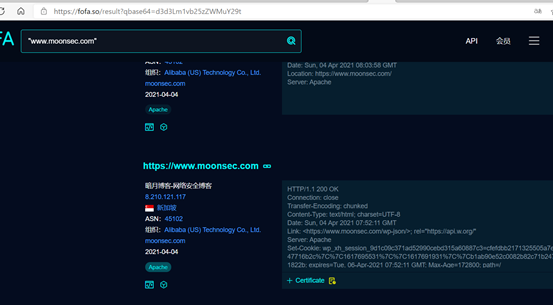 https://fofa.so/result?qbase64=d3d3Lm1vb25zZWMuY29t
FA
"www.moonsec.com"
API
会员
ASN: 45102
组织: Alibaba (US) Technology Co., Ltd.
moonsec.com
2021-04-04
Apache
Date: Sun, 04 Apr 2021 08:03:58 GMT
Location: https://www.moonsec.com/
Server: Apache
https://www.moonsec.com
暗月博客-网络安全博客
8.210.121.117
新加坡
ASN: 45102
组织: Alibaba (US) Technology Co., Ltd.
moonsec.com
2021-04-04
Apache
HTTP/1.1 200 OK
Connection: close
Transfer-Encoding: chunked
Content-Type: text/html; charset=UTF-8
Date: Sun, 04 Apr 2021 07:52:11 GMT
Link: <https://www.moonsec.com/wp-json/>; rel="https://api.w.org/"
Server: Apache
Set-Cookie: wp_xh_session_9d1c09c371ad52990cebd315a60887c3=cfefdbb2171325505a7e
47716b2c%7C%7C1617695531%7C%7C1617691931%7C%7Cb1ab90e52c0082b82c71b247
1822b; expires=Tue, 06-Apr-2021 07:52:11 GMT; Max-Age=172800; path=/
+ Certificate